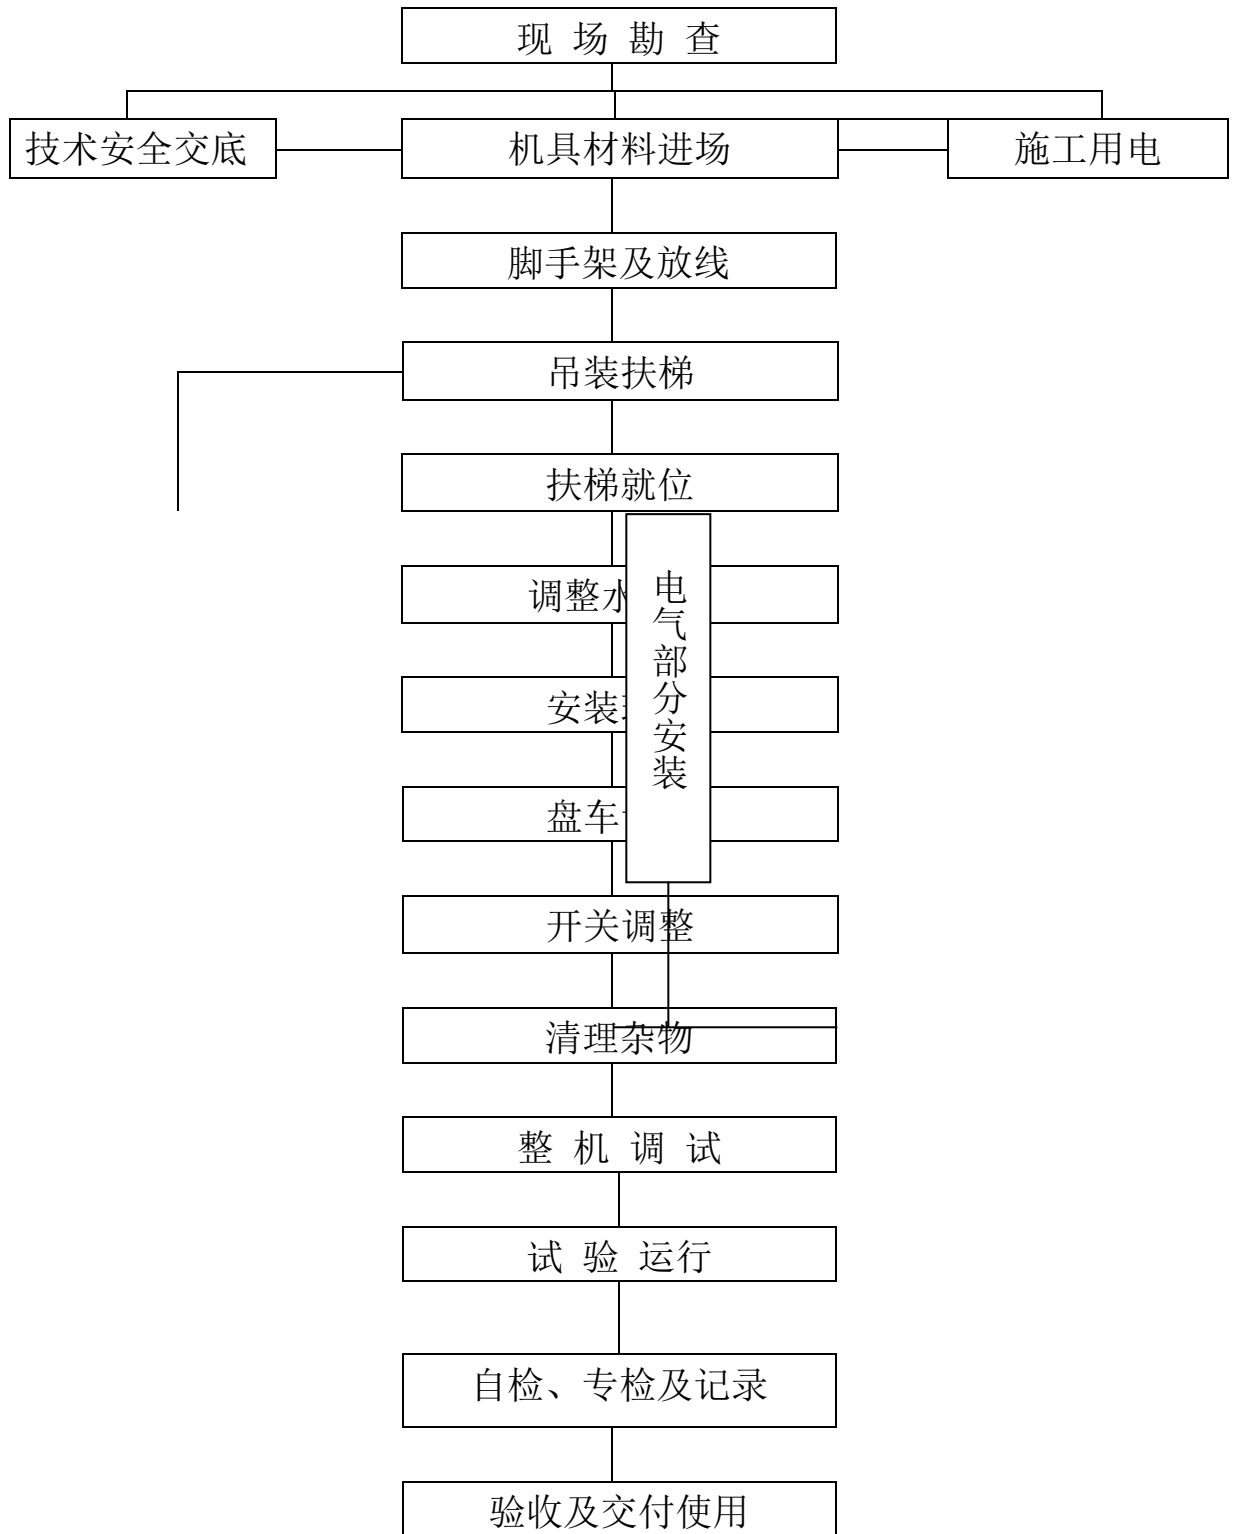 现 场 勘 查
技术安全交底
机具材料进场
施工用电
脚手架及放线
吊装扶梯
扶梯就位
调整水
电气部分安装
安装
盘车
开关调整
清理杂物
整 机 调 试
试 验 运行
自检、专检及记录
验收及交付使用